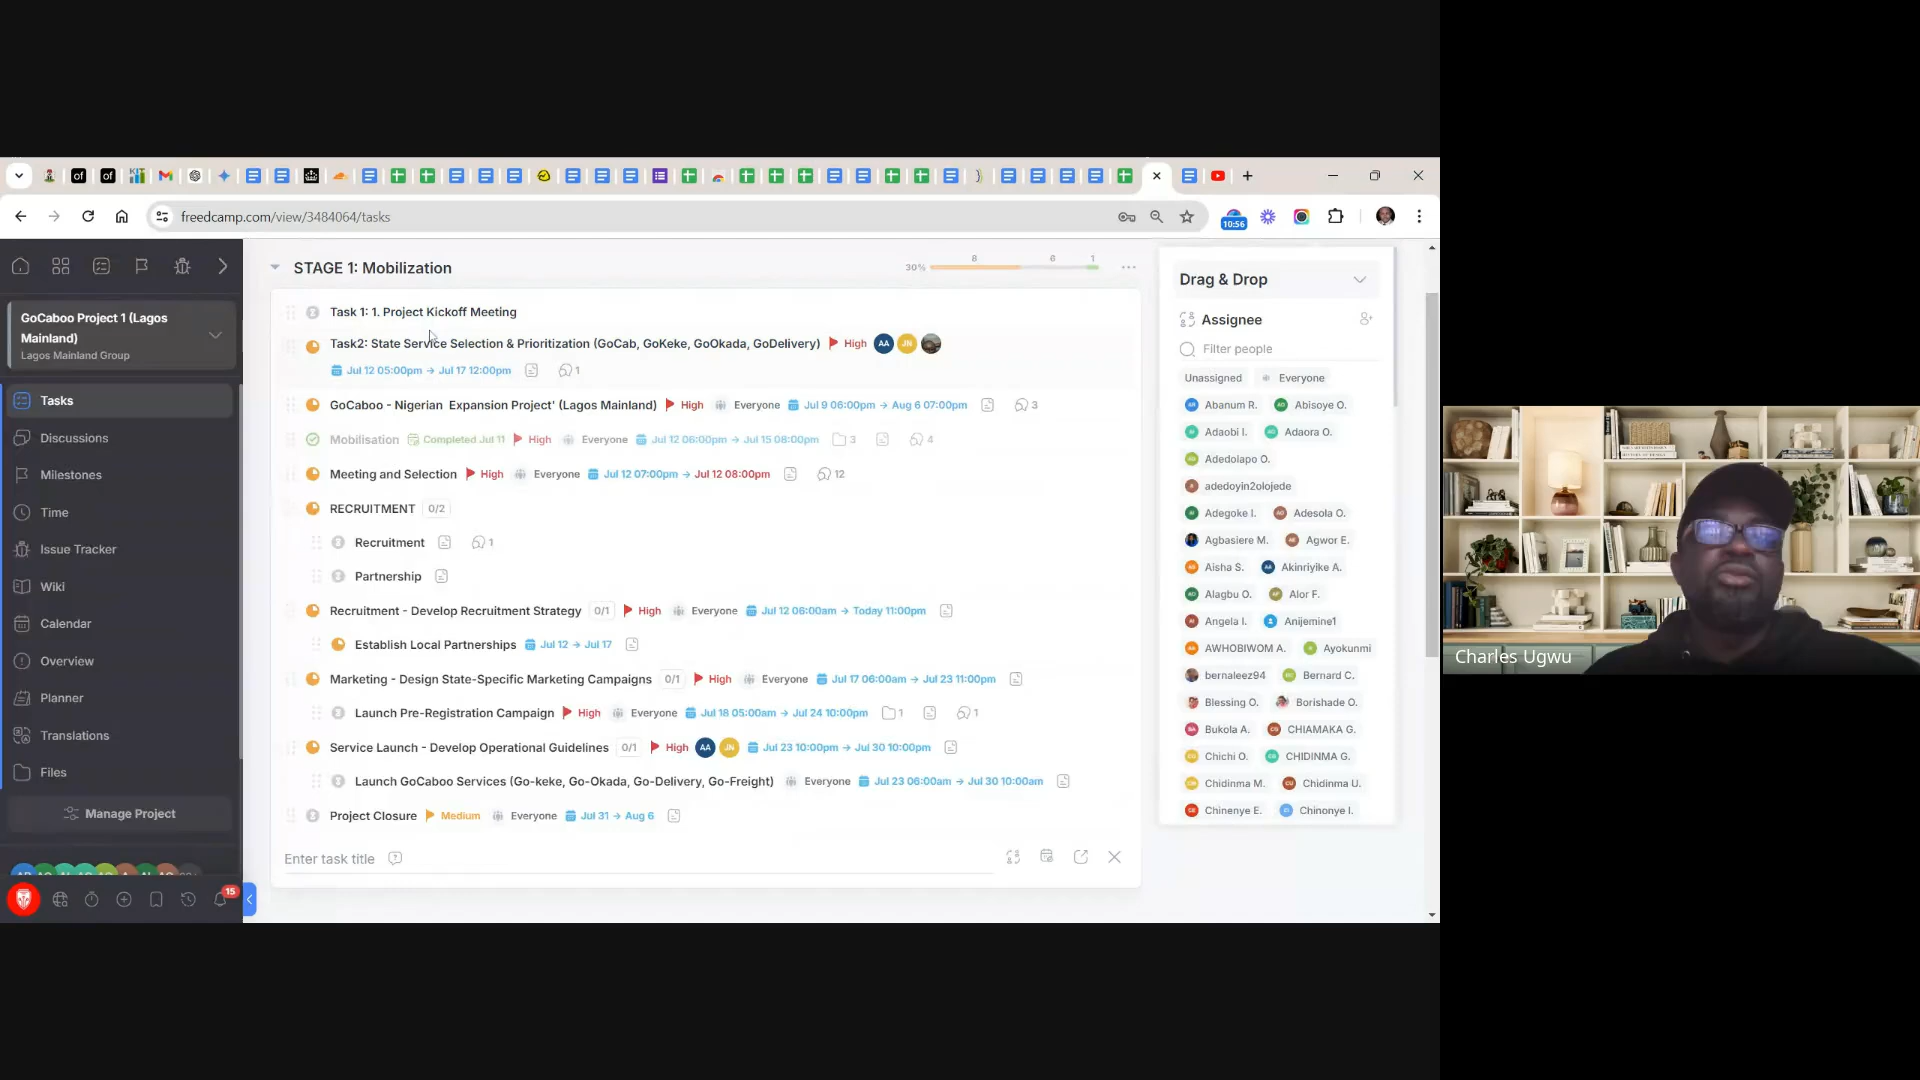 freedcamp.com/view/3484064/tasks
10:56
GoCaboo Project 1 (Lagos
Mainland)
Lagos Mainland Group
Tasks
Discussions
Milestones
Time
Issue Tracker
Wiki
Calendar
Overview
Planner
Translations
Files
Manage Project
15
STAGE 1: Mobilization
30%
8
6
1
Task 1: 1. Project Kickoff Meeting
Task2: State Service Selection & Prioritization (GoCab, GoKeke, GoOkada, GoDelivery) High AA JN
Jul 12 05:00pm → Jul 17 12:00pm 1
GoCaboo - Nigerian Expansion Project' (Lagos Mainland) High Everyone Jul 9 06:00pm → Aug 6 07:00pm 3
Mobilisation Completed Jul 11 High Everyone Jul 12 06:00pm → Jul 15 08:00pm 3 4
Meeting and Selection High Everyone Jul 12 07:00pm → Jul 12 08:00pm 12
RECRUITMENT 0/2
Recruitment 1
Partnership
Recruitment - Develop Recruitment Strategy 0/1 High Everyone Jul 12 06:00am → Today 11:00pm
Establish Local Partnerships Jul 12 → Jul 17
Marketing - Design State-Specific Marketing Campaigns 0/1 High Everyone Jul 17 06:00am → Jul 23 11:00pm
Launch Pre-Registration Campaign High Everyone Jul 18 05:00am → Jul 24 10:00pm 1 1
Service Launch - Develop Operational Guidelines 0/1 High AA JN Jul 23 10:00pm → Jul 30 10:00pm
Launch GoCaboo Services (Go-keke, Go-Okada, Go-Delivery, Go-Freight) Everyone Jul 23 06:00am → Jul 30 10:00am
Project Closure Medium Everyone Jul 31 → Aug 6
Enter task title
Drag & Drop
Assignee
Filter people
Unassigned Everyone
Abanum R. Abisoye O.
Adaobi I. Adaora O.
Adedolapo O.
adedoyin2olojede
Adegoke I. Adesola O.
Agbasiere M. Agwor E.
Aisha S. Akinriyike A.
Alagbu O. Alor F.
Angela I. Anijemine1
AWHOBIWOM A. Ayokunmi
bernaleez94 Bernard C.
Blessing O. Borishade O.
Bukola A. CHIAMAKA G.
Chichi O. CHIDINMA G.
Chidinma M. Chidinma U.
Chinenye E. Chinonye I.
Charles Ugwu